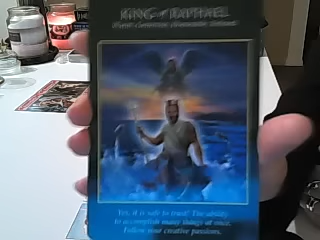 KING of RAPHAEL
Yes, it is safe to trust! The ability
to accomplish many things at once.
Follow your creative passions.